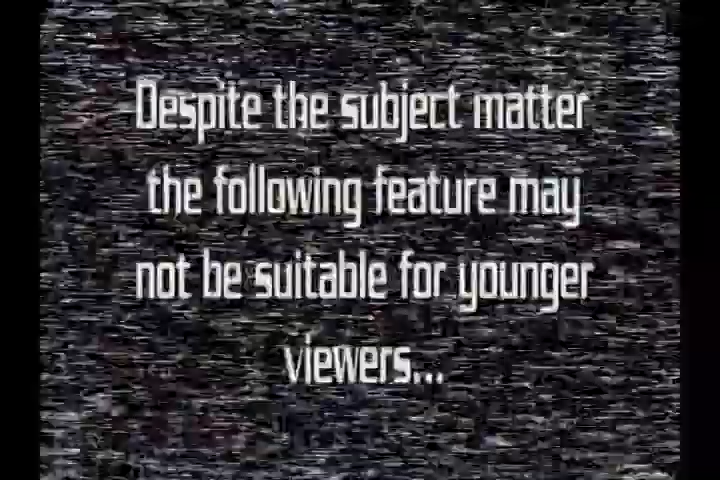 Despite the subject matter
the following feature may
not be suitable for younger
viewers...